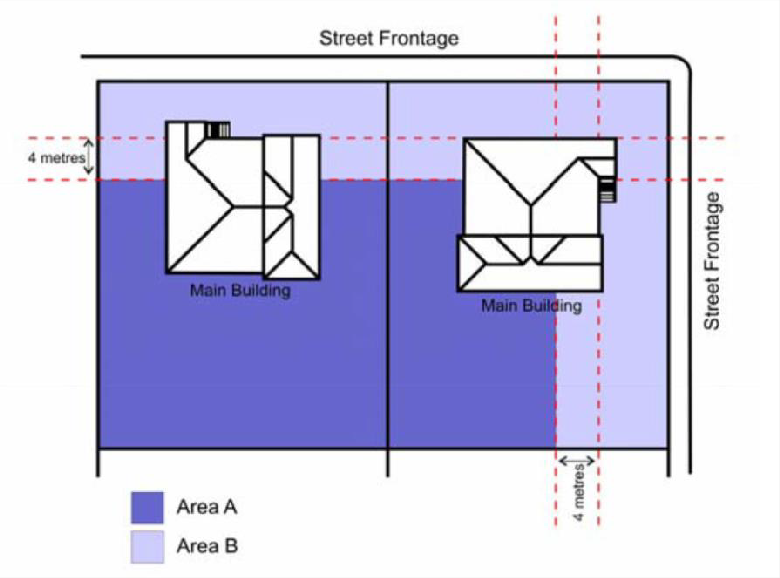 Street Frontage
4 metres
Street Frontage
Main Building
Main Building
4 metres
Area A
Area B